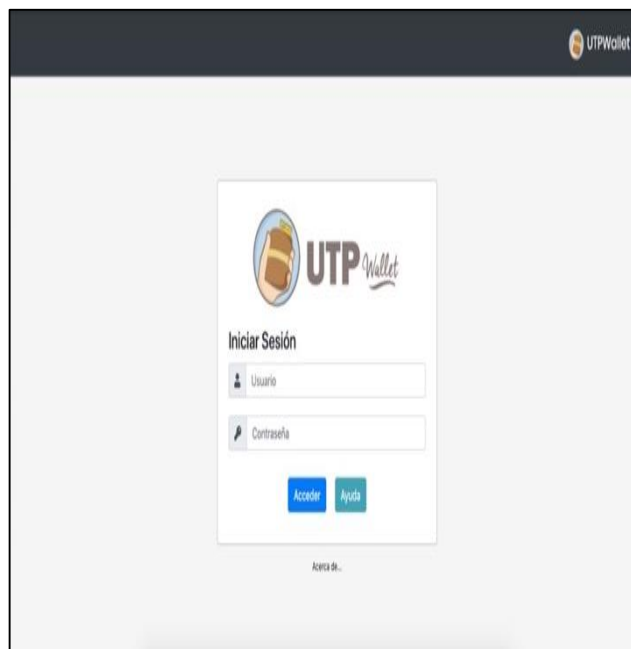 UTPWallet
UTP Wallet
Iniciar Sesión
Usuario
Contraseña
Acceder Ayuda
Acerca de...